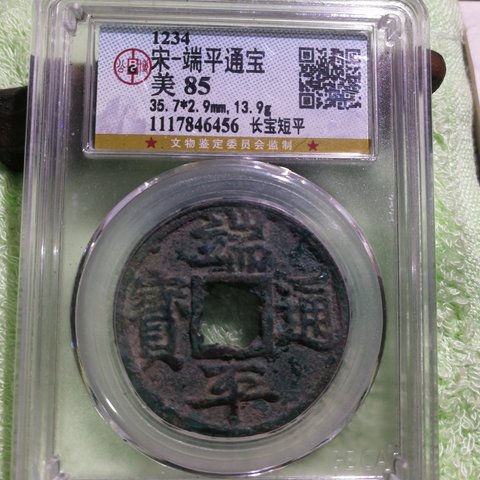 1234
宋-端平通宝
美 85
35.7*2.9mm,13.9g
1117846456 长宝短平
★ 文物鉴定委员会监制 ★
端平通寶